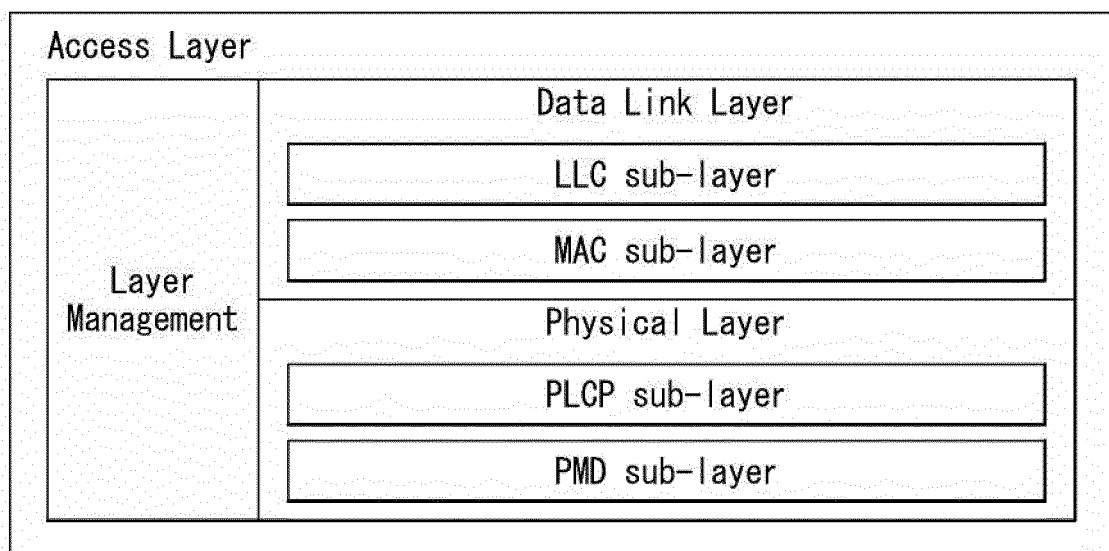 Access Layer
Data Link Layer
LLC sub-layer
MAC sub-layer
Layer
Management
Physical Layer
PLCP sub-layer
PMD sub-layer